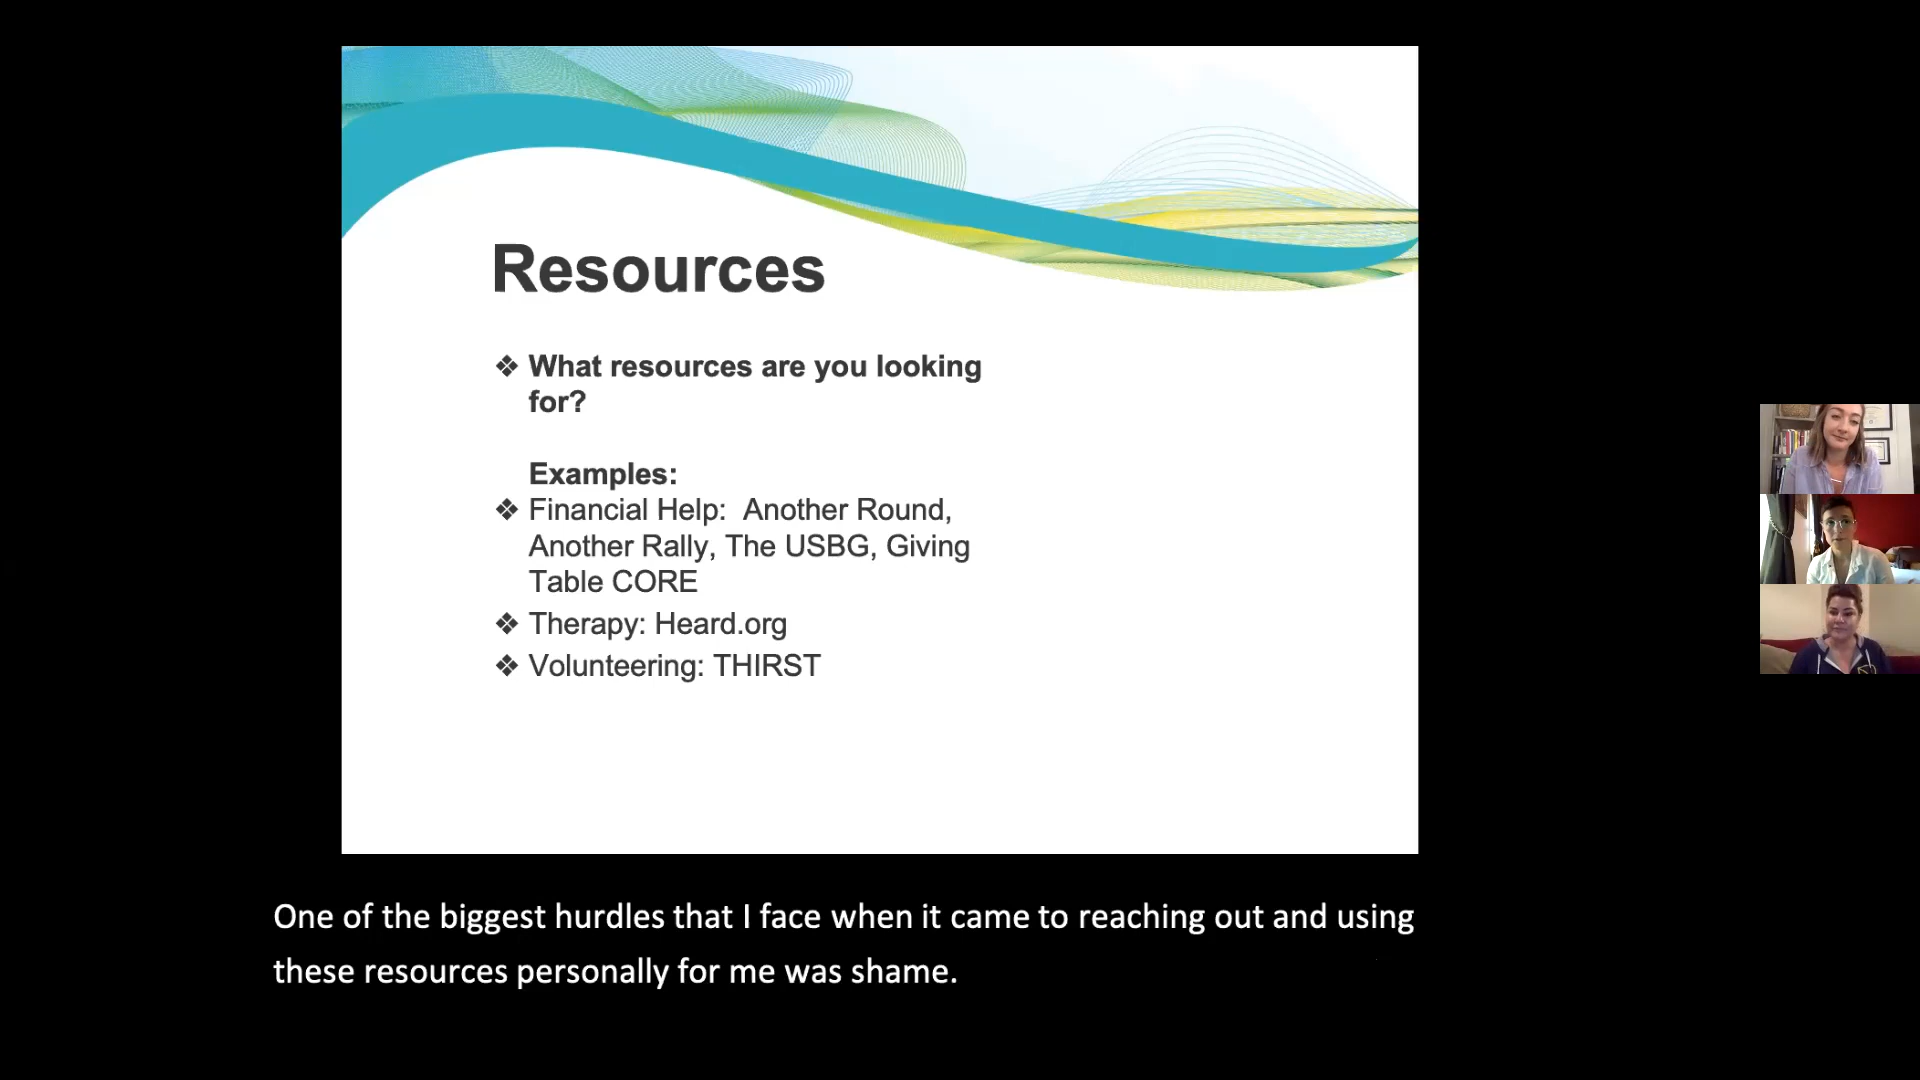 Resources
❖ What resources are you looking
for?
Examples:
❖ Financial Help:  Another Round,
Another Rally, The USBG, Giving
Table CORE
❖ Therapy: Heard.org
❖ Volunteering: THIRST
One of the biggest hurdles that I face when it came to reaching out and using
these resources personally for me was shame.